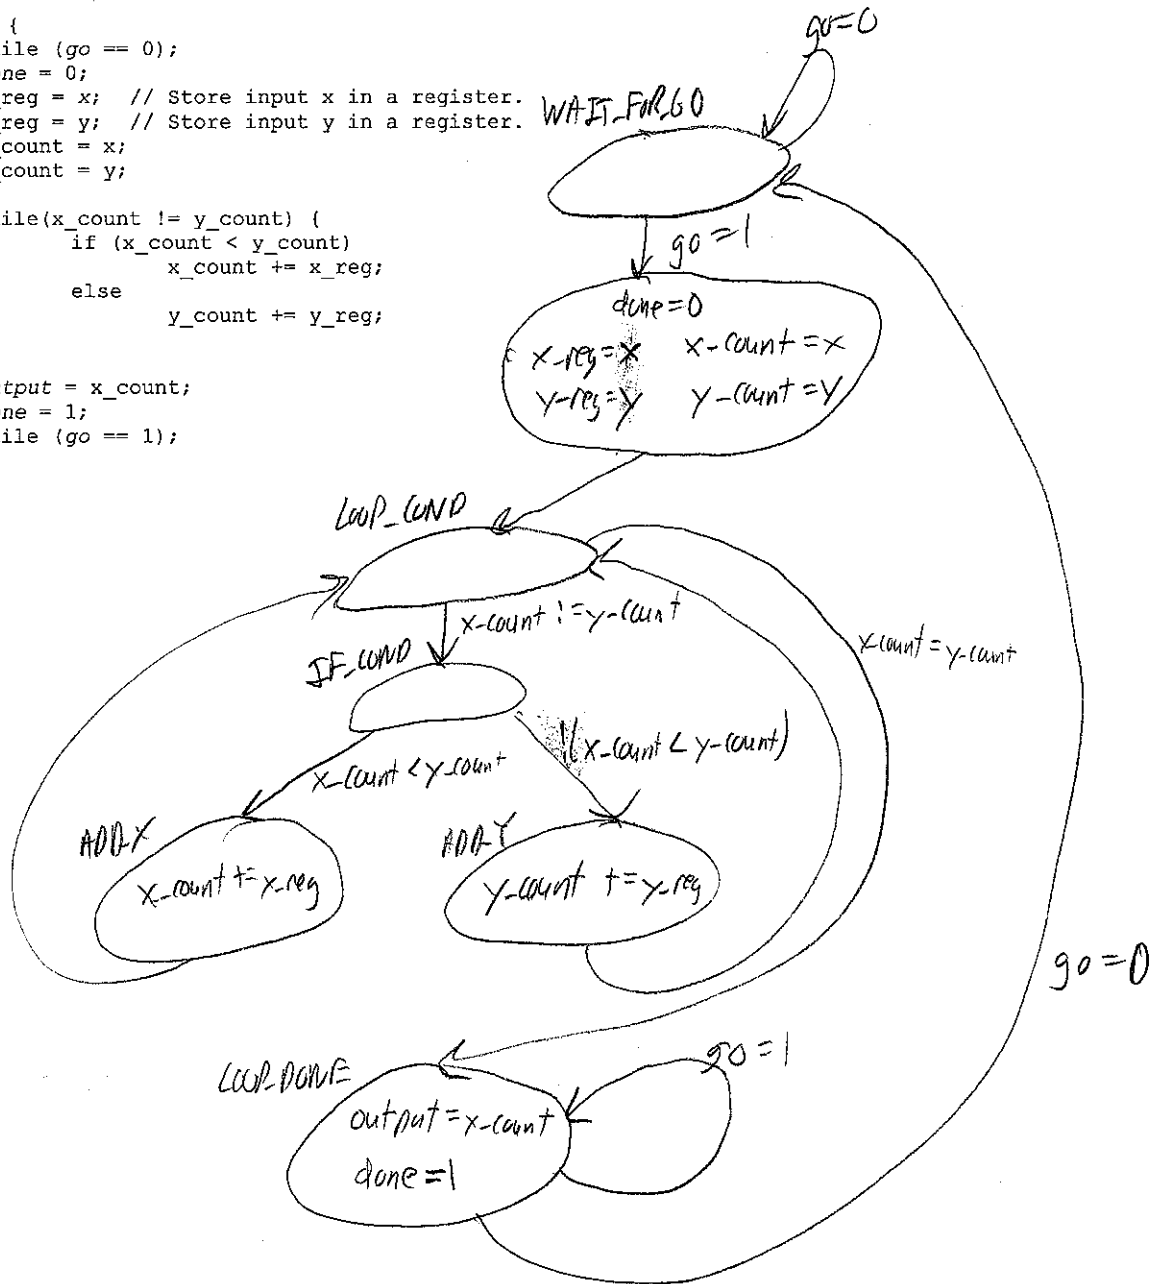 {
ile (go == 0);
ne = 0;
reg = x; // Store input x in a register.
reg = y; // Store input y in a register.
count = x;
count = y;
ile(x_count != y_count) {
if (x_count < y_count)
x_count += x_reg;
else
y_count += y_reg;
tput = x_count;
ne = 1;
ile (go == 1);
go=0
WAIT_FOR_GO
go=1
done=0
x-reg=x x-count=x
y-reg=y y-count=y
LOOP_COND
x-count != y-count
x-count = y-count
IF_COND
x-count < y-count
!(x-count < y-count)
ADD-X
x-count += x-reg
ADD-Y
y-count += y-reg
go=0
LOOP_DONE
go=1
output=x-count
done=1